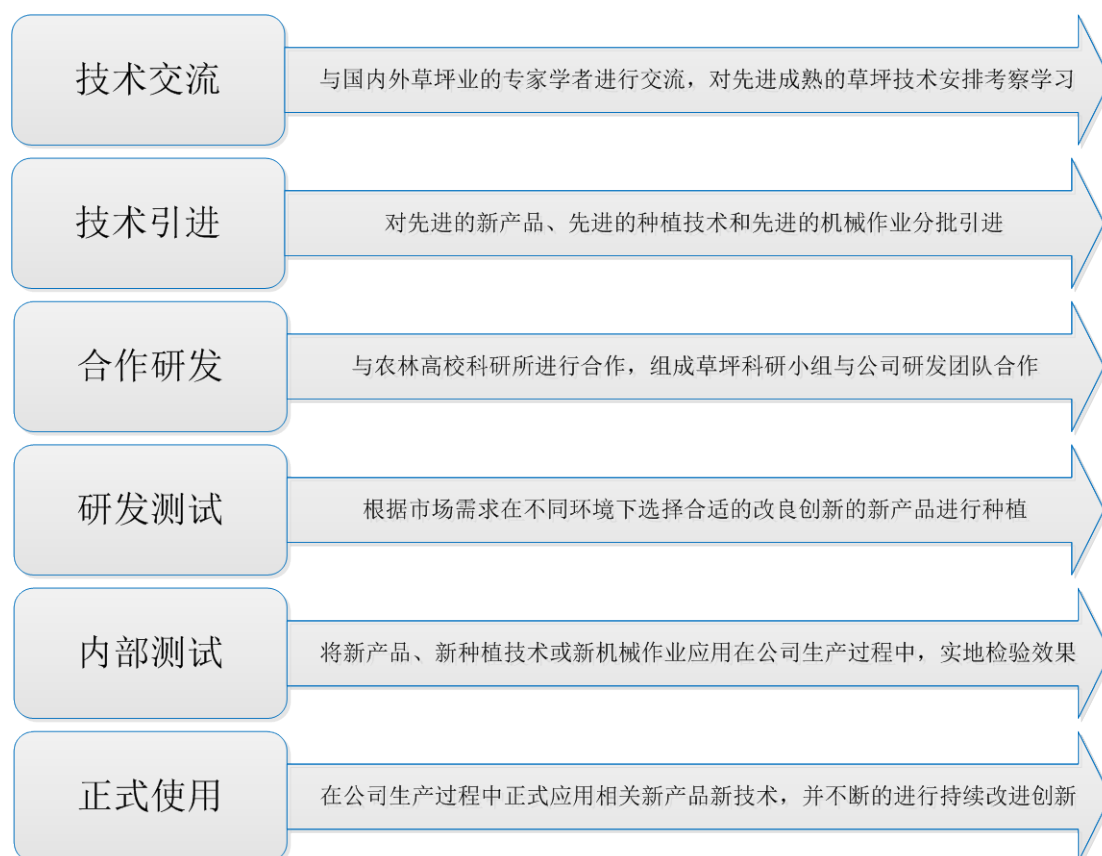 技术交流
与国内外草坪业的专家学者进行交流，对先进成熟的草坪技术安排考察学习
技术引进
对先进的新产品、先进的种植技术和先进的机械作业分批引进
合作研发
与农林高校科研所进行合作，组成草坪科研小组与公司研发团队合作
研发测试
根据市场需求在不同环境下选择合适的改良创新的新产品进行种植
内部测试
将新产品、新种植技术或新机械作业应用在公司生产过程中，实地检验效果
正式使用
在公司生产过程中正式应用相关新产品新技术，并不断的进行持续改进创新